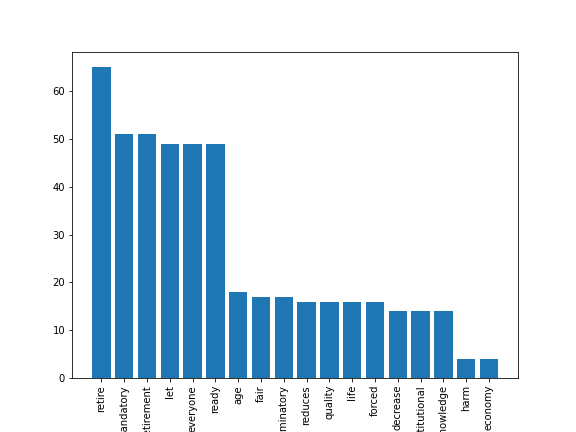 60
50
40
30
20
10
0
retire
andatory
etirement
let
everyone
ready
age
fair
minatory
reduces
quality
life
forced
decrease
titutional
nowledge
harm
economy